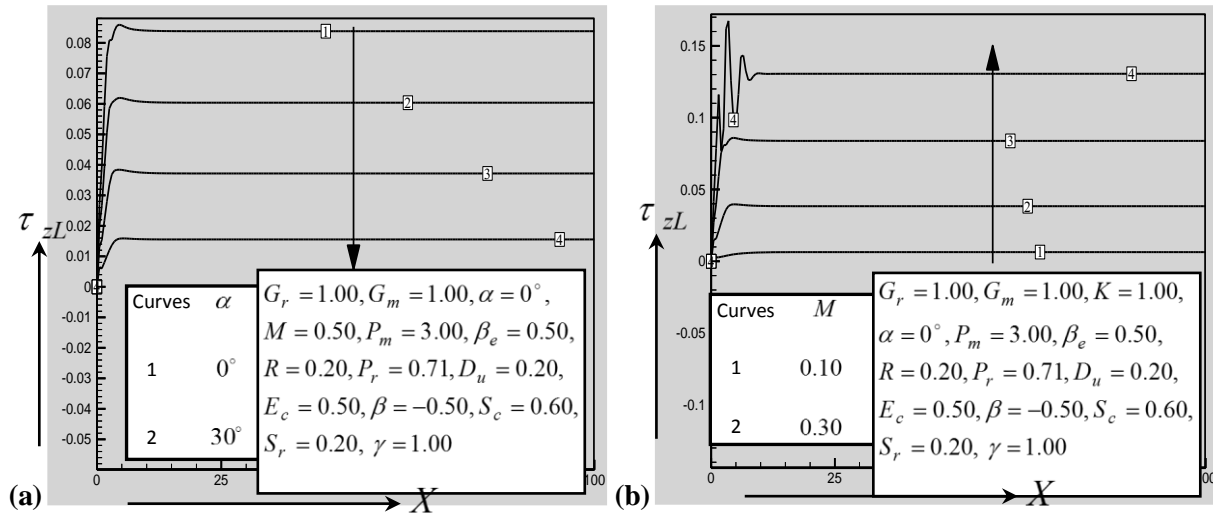 0.08
0.07
0.06
0.05
0.04
0.03
0.02
0.01
0
-0.01
-0.02
-0.03
-0.04
-0.05
τ zL
1
2
3
4
Curves α
1 0°
2 30°
G_r = 1.00, G_m = 1.00, α = 0°,
M = 0.50, P_m = 3.00, β_e = 0.50,
R = 0.20, P_r = 0.71, D_u = 0.20,
E_c = 0.50, β = −0.50, S_c = 0.60,
S_r = 0.20, γ = 1.00
0 25 100
(a) X
0.15
0.1
0.05
0
-0.05
-0.1
τ zL
4
4
3
2
1
Curves M
1 0.10
2 0.30
G_r = 1.00, G_m = 1.00, K = 1.00,
α = 0°, P_m = 3.00, β_e = 0.50,
R = 0.20, P_r = 0.71, D_u = 0.20,
E_c = 0.50, β = −0.50, S_c = 0.60,
S_r = 0.20, γ = 1.00
0 25 00
(b) X